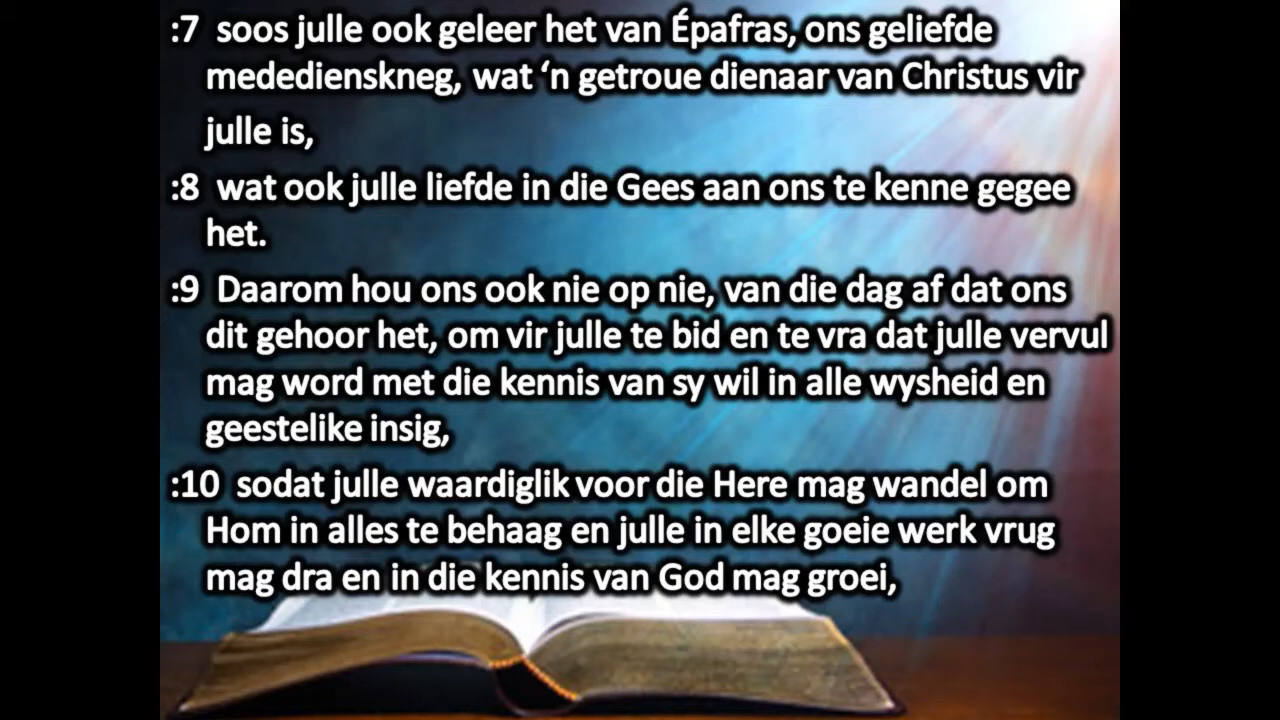 :7 soos julle ook geleer het van Épafras, ons geliefde
mededienskneg, wat ‘n getroue dienaar van Christus vir
julle is,
:8 wat ook julle liefde in die Gees aan ons te kenne gegee
het.
:9 Daarom hou ons ook nie op nie, van die dag af dat ons
dit gehoor het, om vir julle te bid en te vra dat julle vervul
mag word met die kennis van sy wil in alle wysheid en
geestelike insig,
:10 sodat julle waardiglik voor die Here mag wandel om
Hom in alles te behaag en julle in elke goeie werk vrug
mag dra en in die kennis van God mag groei,